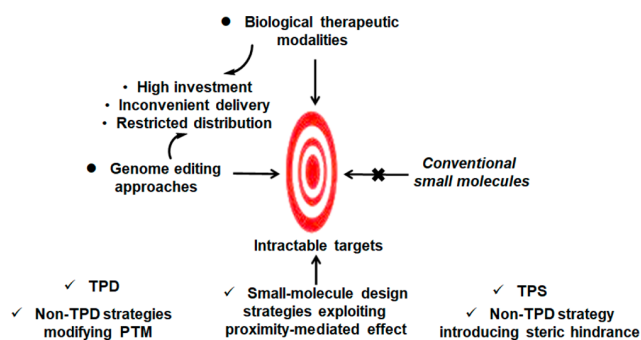 ● Biological therapeutic
modalities
· High investment
· Inconvenient delivery
· Restricted distribution
● Genome editing
approaches
Conventional
small molecules
Intractable targets
✓ TPD
✓ Non-TPD strategies
modifying PTM
✓ Small-molecule design
strategies exploiting
proximity-mediated effect
✓ TPS
✓ Non-TPD strategy
introducing steric hindrance